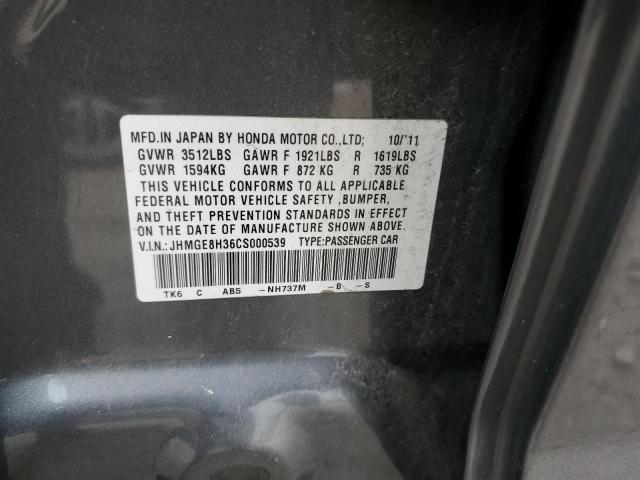 MFD.IN JAPAN BY HONDA MOTOR CO.,LTD; 10/'11
GVWR 3512LBS GAWR F 1921LBS R 1619LBS
GVWR 1594KG GAWR F 872 KG R 735 KG
THIS VEHICLE CONFORMS TO ALL APPLICABLE
FEDERAL MOTOR VEHICLE SAFETY ,BUMPER,
AND THEFT PREVENTION STANDARDS IN EFFECT
ON THE DATE OF MANUFACTURE SHOWN ABOVE.
V.I.N.:JHMGE8H36CS000539 TYPE:PASSENGER CAR
TK6 C AB5 -NH737M -B -S